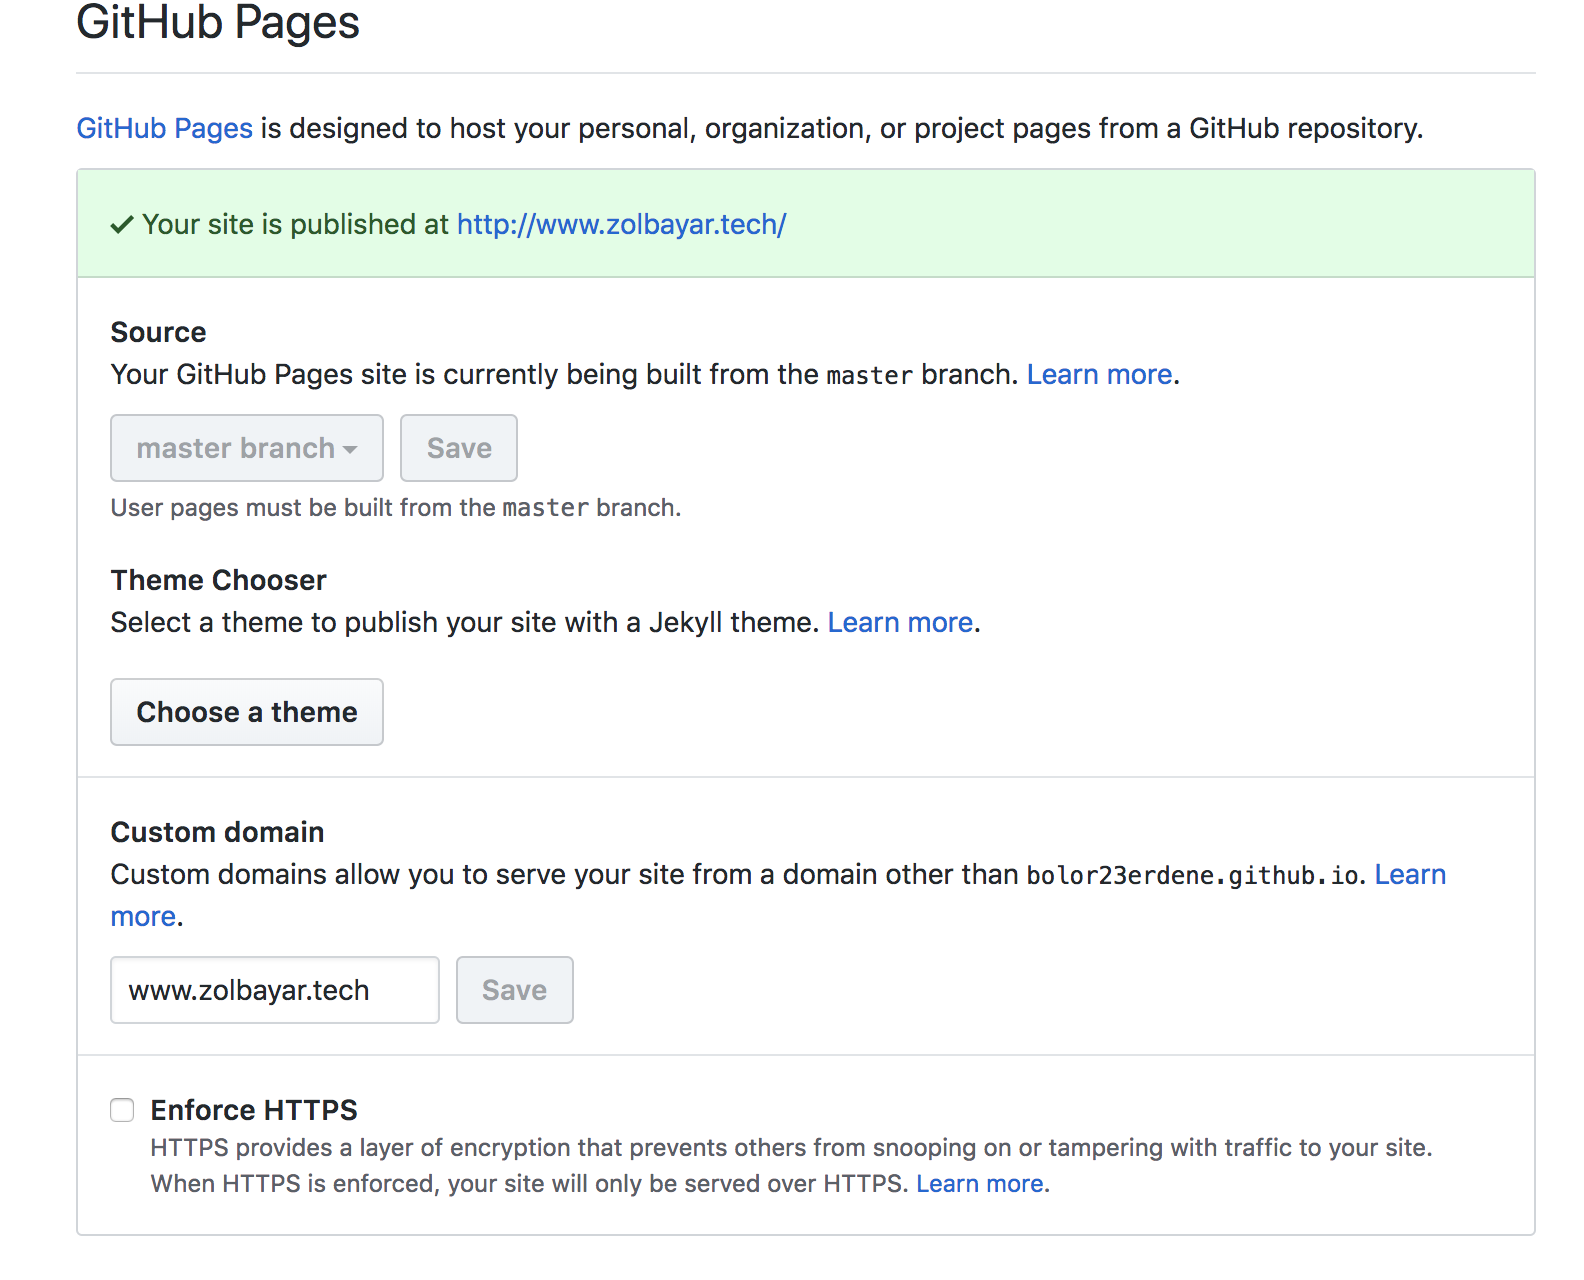 GitHub Pages
GitHub Pages is designed to host your personal, organization, or project pages from a GitHub repository.
Your site is published at http://www.zolbayar.tech/
Source
Your GitHub Pages site is currently being built from the master branch. Learn more.
master branch
Save
User pages must be built from the master branch.
Theme Chooser
Select a theme to publish your site with a Jekyll theme. Learn more.
Choose a theme
Custom domain
Custom domains allow you to serve your site from a domain other than bolor23erdene.github.io. Learn
more.
www.zolbayar.tech
Save
Enforce HTTPS
HTTPS provides a layer of encryption that prevents others from snooping on or tampering with traffic to your site.
When HTTPS is enforced, your site will only be served over HTTPS. Learn more.